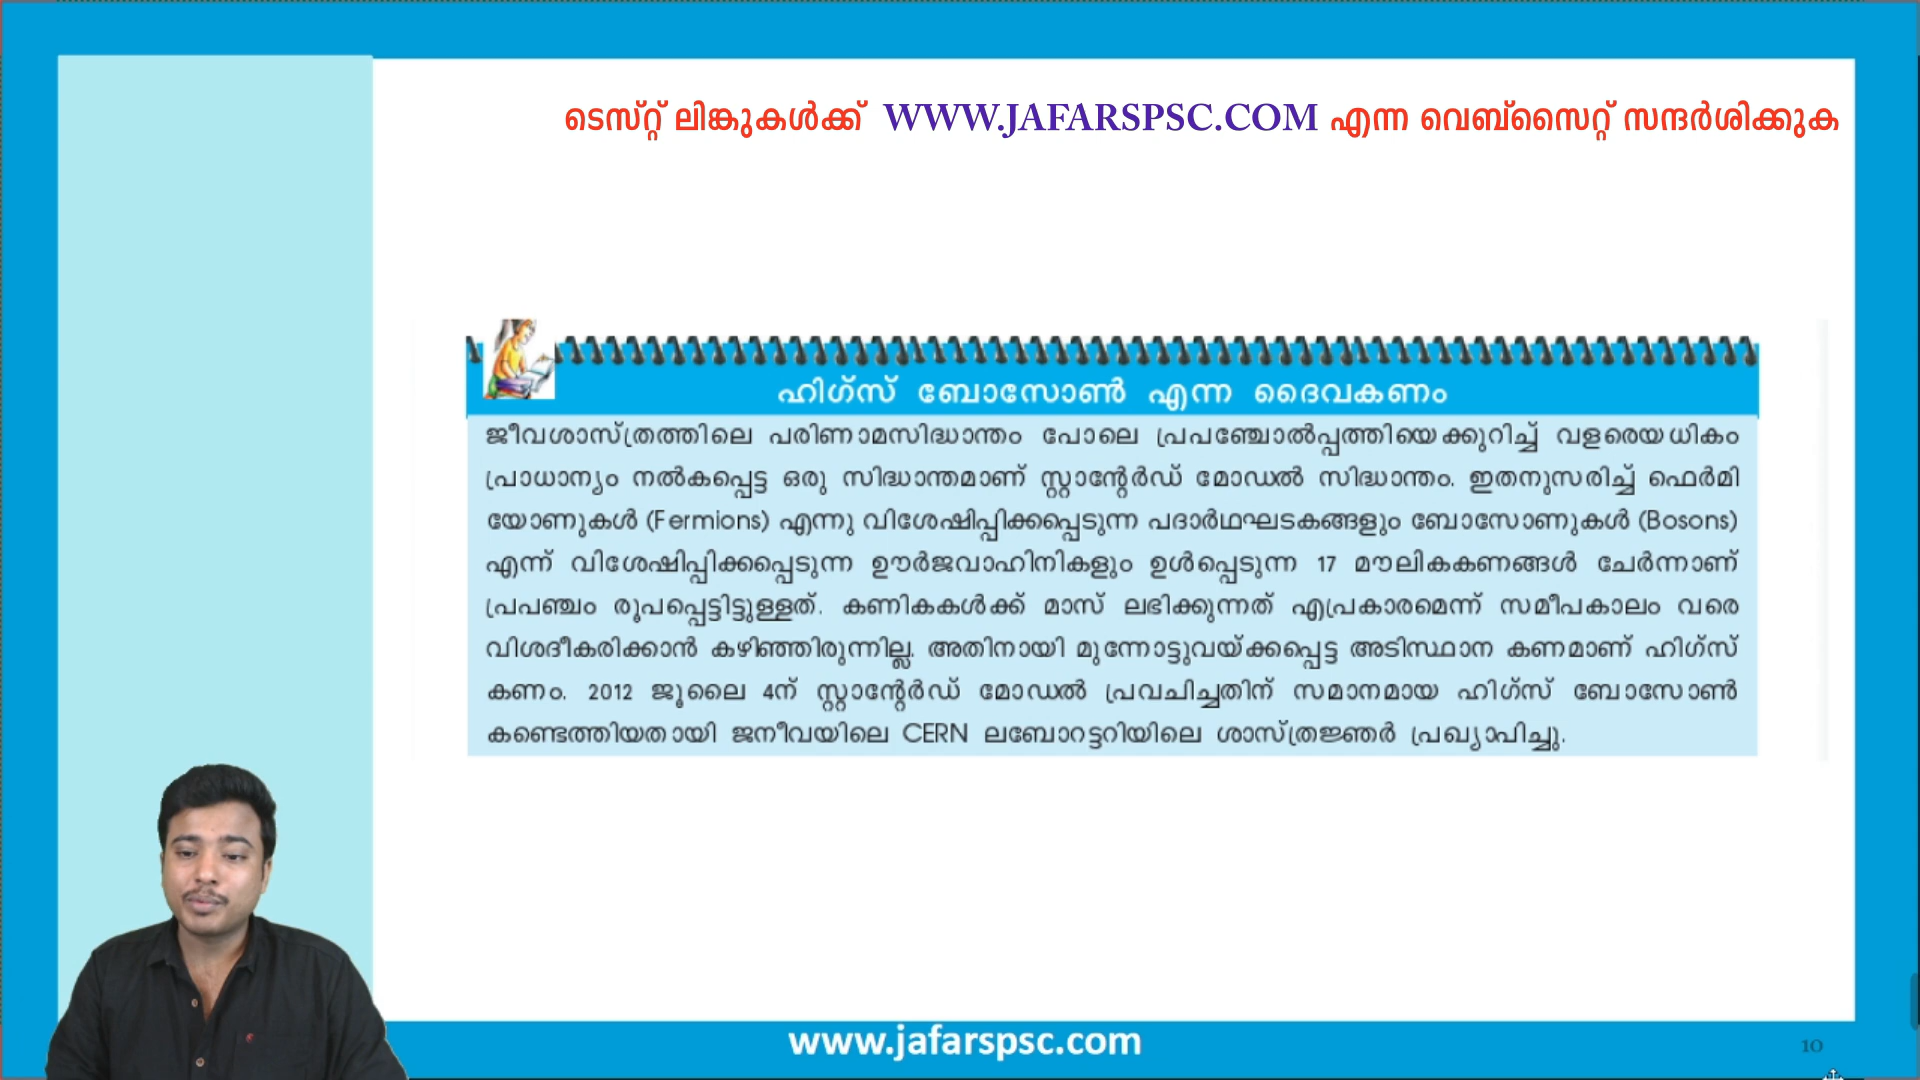 ടെസ്റ്റ് ലിങ്കുകൾക്ക് WWW.JAFARSPSC.COM എന്ന വെബ്സൈറ്റ് സന്ദർശിക്കുക
ഹിഗ്സ് ബോസോൺ എന്ന ദൈവകണം
ജീവശാസ്ത്രത്തിലെ പരിണാമസിദ്ധാന്തം പോലെ പ്രപഞ്ചോൽപ്പത്തിയെക്കുറിച്ച് വളരെയധികം
പ്രാധാന്യം നൽകപ്പെട്ട ഒരു സിദ്ധാന്തമാണ് സ്റ്റാന്റേർഡ് മോഡൽ സിദ്ധാന്തം. ഇതനുസരിച്ച് ഫെർമി
യോണുകൾ (Fermions) എന്നു വിശേഷിപ്പിക്കപ്പെടുന്ന പദാർഥഘടകങ്ങളും ബോസോണുകൾ (Bosons)
എന്ന് വിശേഷിപ്പിക്കപ്പെടുന്ന ഊർജവാഹിനികളും ഉൾപ്പെടുന്ന 17 മൗലികകണങ്ങൾ ചേർന്നാണ്
പ്രപഞ്ചം രൂപപ്പെട്ടിട്ടുള്ളത്. കണികകൾക്ക് മാസ് ലഭിക്കുന്നത് എപ്രകാരമെന്ന് സമീപകാലം വരെ
വിശദീകരിക്കാൻ കഴിഞ്ഞിരുന്നില്ല. അതിനായി മുന്നോട്ടുവയ്ക്കപ്പെട്ട അടിസ്ഥാന കണമാണ് ഹിഗ്സ്
കണം. 2012 ജൂലൈ 4ന് സ്റ്റാന്റേർഡ് മോഡൽ പ്രവചിച്ചതിന് സമാനമായ ഹിഗ്സ് ബോസോൺ
കണ്ടെത്തിയതായി ജനീവയിലെ CERN ലബോറട്ടറിയിലെ ശാസ്ത്രജ്ഞർ പ്രഖ്യാപിച്ചു.
www.jafarspsc.com
10